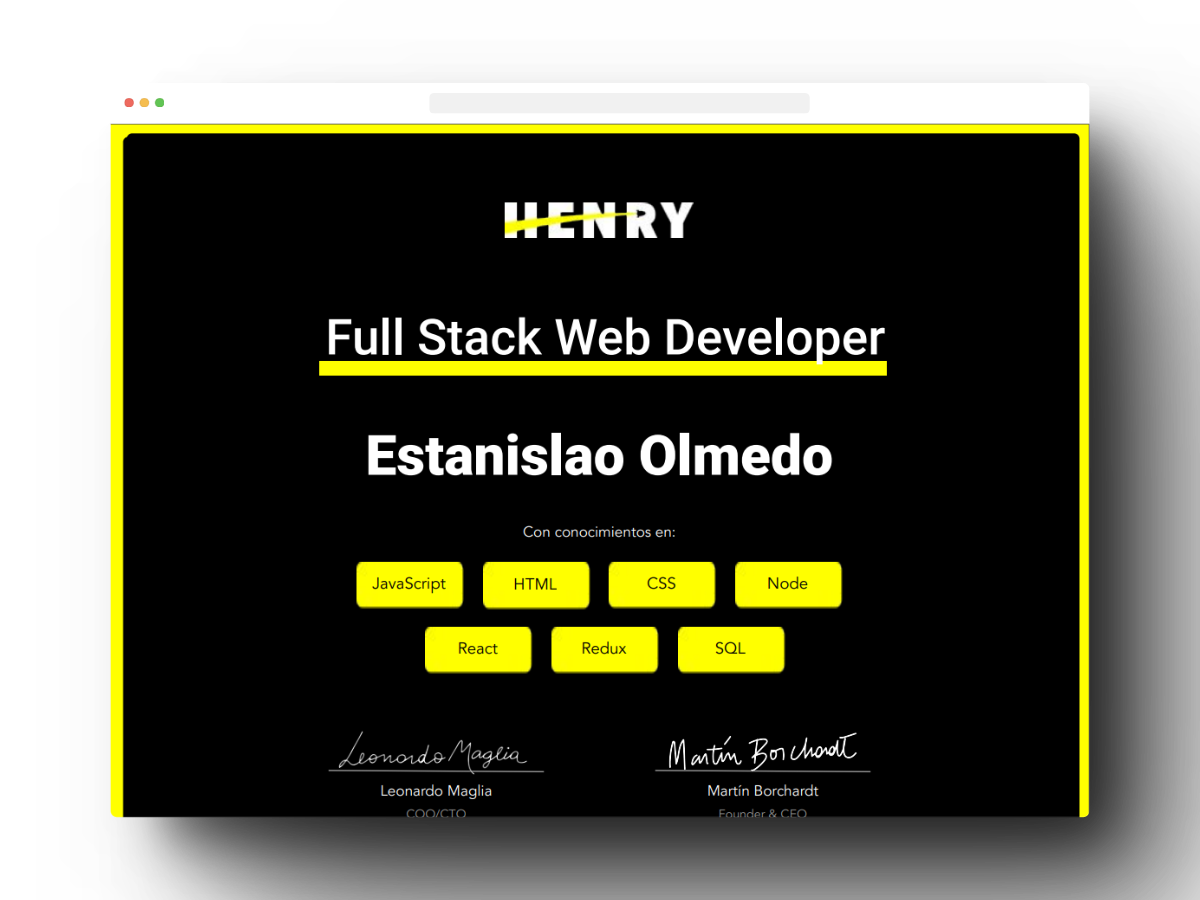 HENRY
Full Stack Web Developer
Estanislao Olmedo
Con conocimientos en:
JavaScript HTML CSS Node
React Redux SQL
Leonardo Maglia Martín Borchardt
Leonardo Maglia Martín Borchardt
COO/CTO Founder & CEO